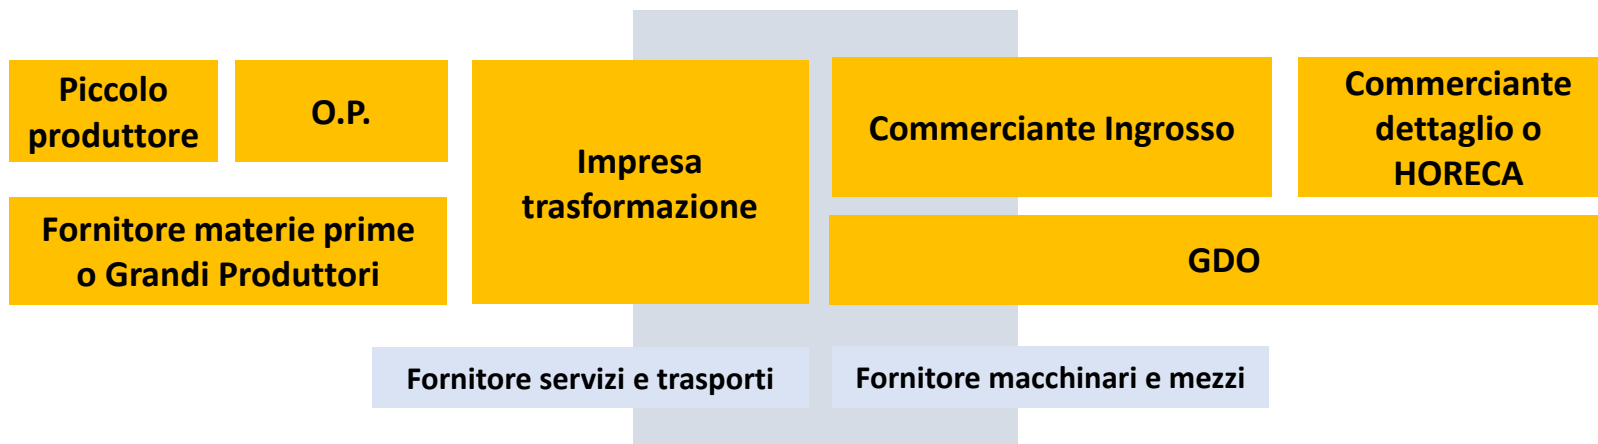 Piccolo
produttore
O.P.
Fornitore materie prime
o Grandi Produttori
Impresa
trasformazione
Commerciante Ingrosso
Commerciante
dettaglio o
HORECA
GDO
Fornitore servizi e trasporti
Fornitore macchinari e mezzi